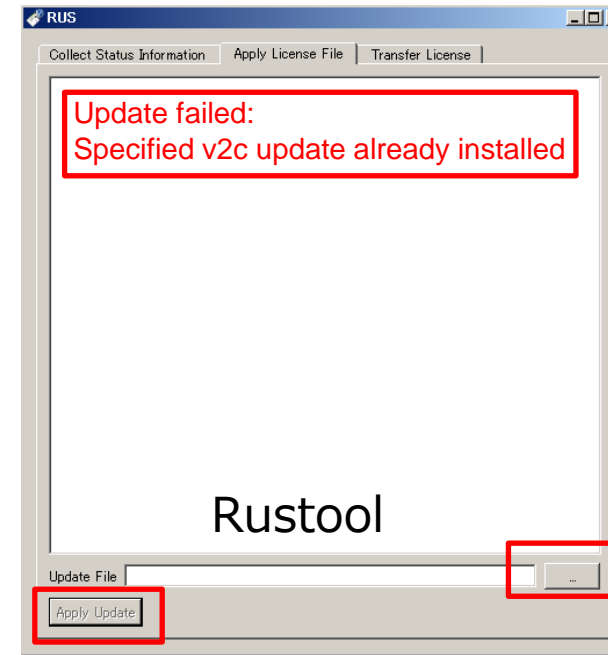 RUS
Collect Status Information Apply License File Transfer License
Update failed:
Specified v2c update already installed
Rustool
Update File ...
Apply Update